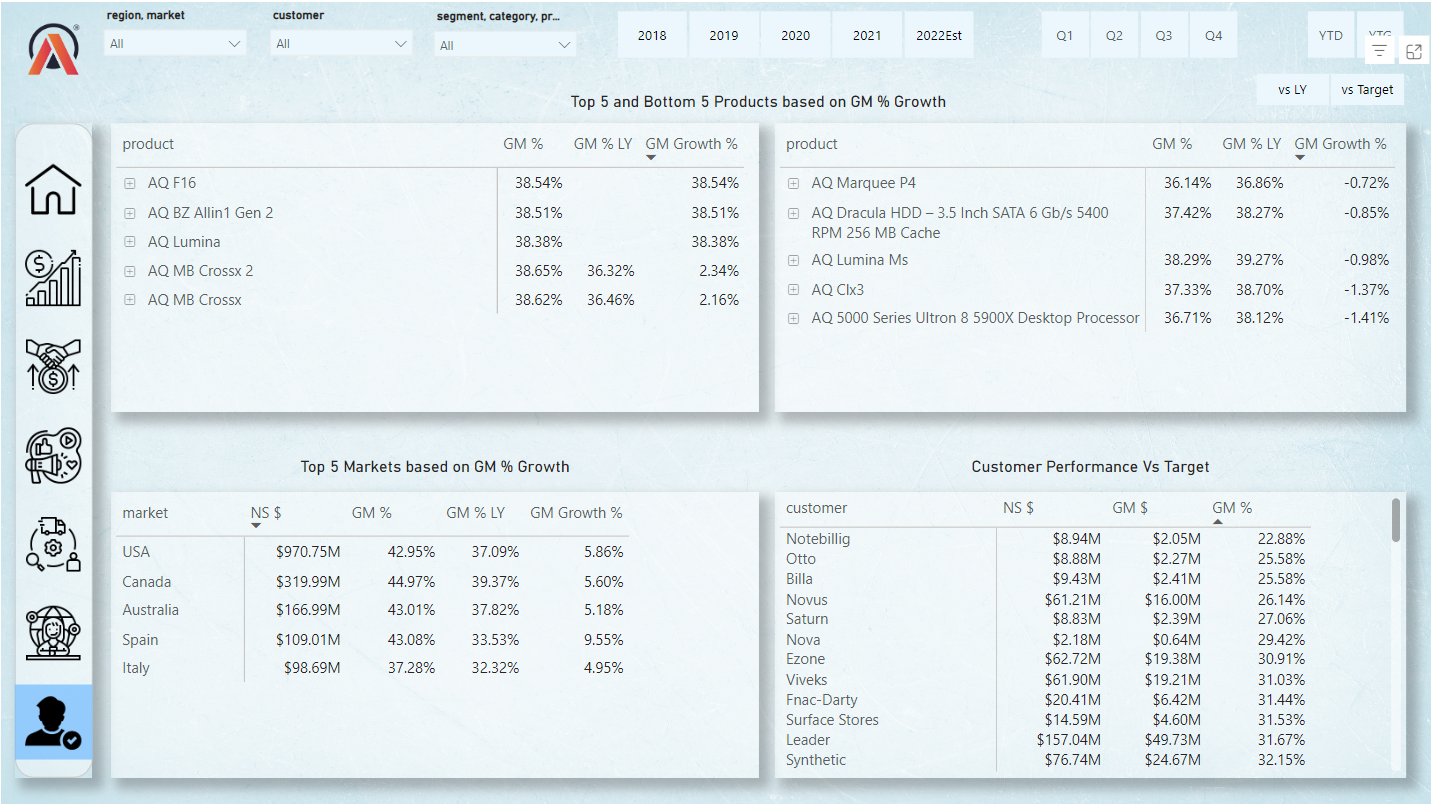 region, market
customer
segment, category, pr...
All
All
All
2018
2019
2020
2021
2022Est
Q1
Q2
Q3
Q4
YTD
YTG
vs LY
vs Target
Top 5 and Bottom 5 Products based on GM % Growth
product GM % GM % LY GM Growth %
AQ F16 38.54% 38.54%
AQ BZ Allin1 Gen 2 38.51% 38.51%
AQ Lumina 38.38% 38.38%
AQ MB Crossx 2 38.65% 36.32% 2.34%
AQ MB Crossx 38.62% 36.46% 2.16%
product GM % GM % LY GM Growth %
AQ Marquee P4 36.14% 36.86% -0.72%
AQ Dracula HDD – 3.5 Inch SATA 6 Gb/s 5400 37.42% 38.27% -0.85%
RPM 256 MB Cache
AQ Lumina Ms 38.29% 39.27% -0.98%
AQ Clx3 37.33% 38.70% -1.37%
AQ 5000 Series Ultron 8 5900X Desktop Processor 36.71% 38.12% -1.41%
Top 5 Markets based on GM % Growth
market NS $ GM % GM % LY GM Growth %
USA $970.75M 42.95% 37.09% 5.86%
Canada $319.99M 44.97% 39.37% 5.60%
Australia $166.99M 43.01% 37.82% 5.18%
Spain $109.01M 43.08% 33.53% 9.55%
Italy $98.69M 37.28% 32.32% 4.95%
Customer Performance Vs Target
customer NS $ GM $ GM %
Notebillig $8.94M $2.05M 22.88%
Otto $8.88M $2.27M 25.58%
Billa $9.43M $2.41M 25.58%
Novus $61.21M $16.00M 26.14%
Saturn $8.83M $2.39M 27.06%
Nova $2.18M $0.64M 29.42%
Ezone $62.72M $19.38M 30.91%
Viveks $61.90M $19.21M 31.03%
Fnac-Darty $20.41M $6.42M 31.44%
Surface Stores $14.59M $4.60M 31.53%
Leader $157.04M $49.73M 31.67%
Synthetic $76.74M $24.67M 32.15%